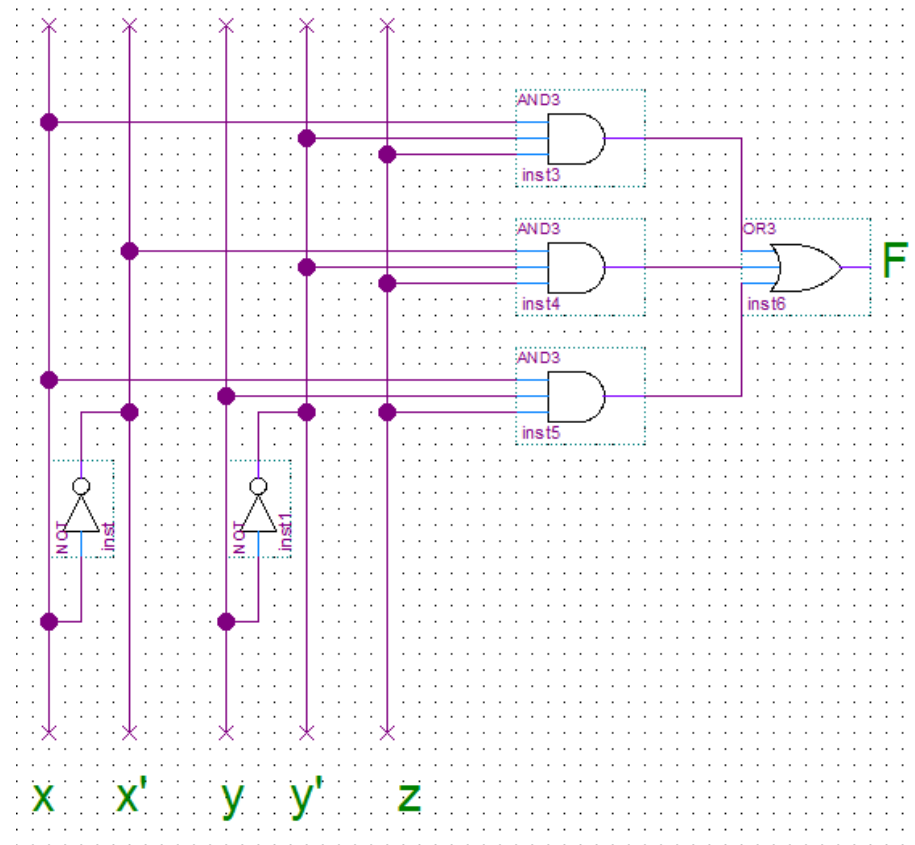 AND3
inst3
AND3
OR3
F
inst4
inst6
AND3
inst5
NOT
inst
NOT
inst1
x x' y y' z